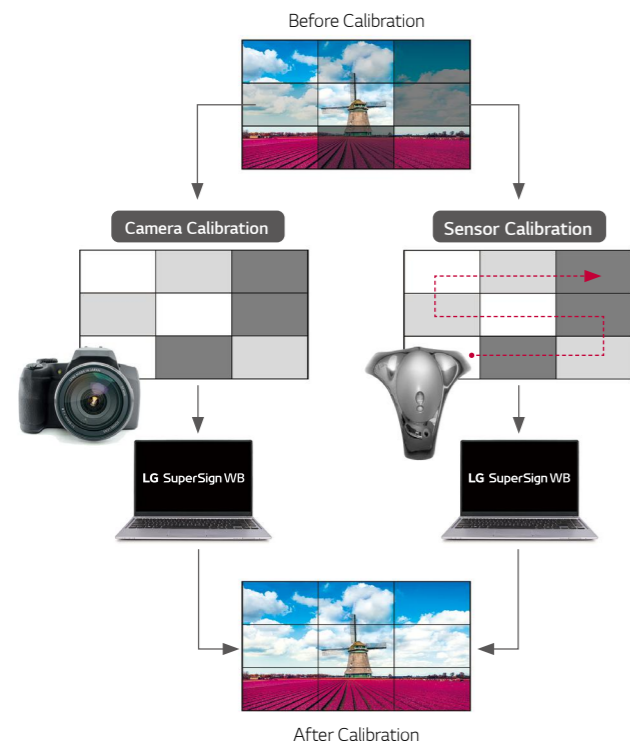 Before Calibration
Camera Calibration
Sensor Calibration
LG SuperSign WB
LG SuperSign WB
After Calibration